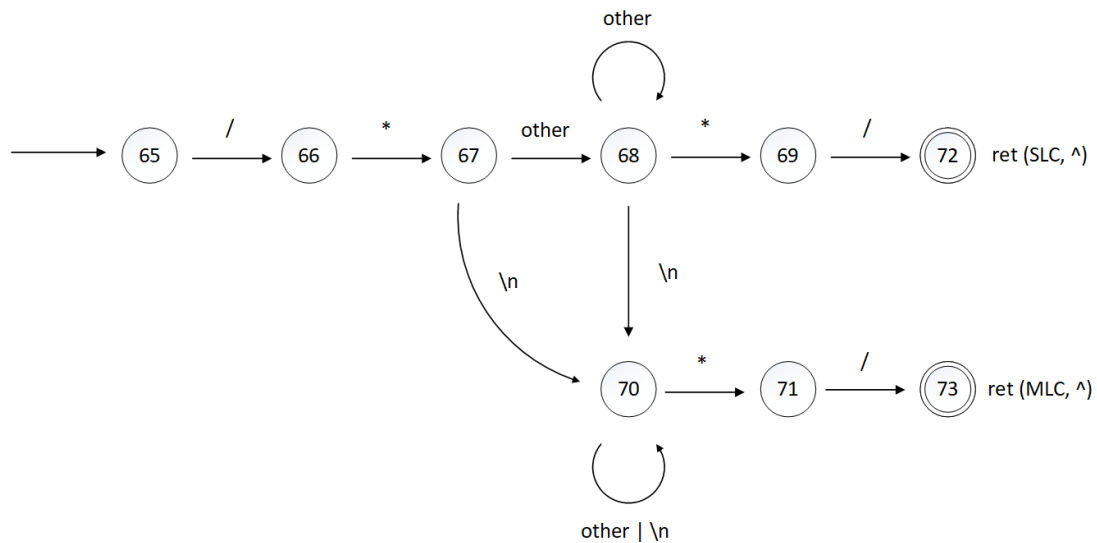 other
/ * other * /
65 66 67 68 69 72 ret (SLC, ^)
\n \n
* /
70 71 73 ret (MLC, ^)
other | \n